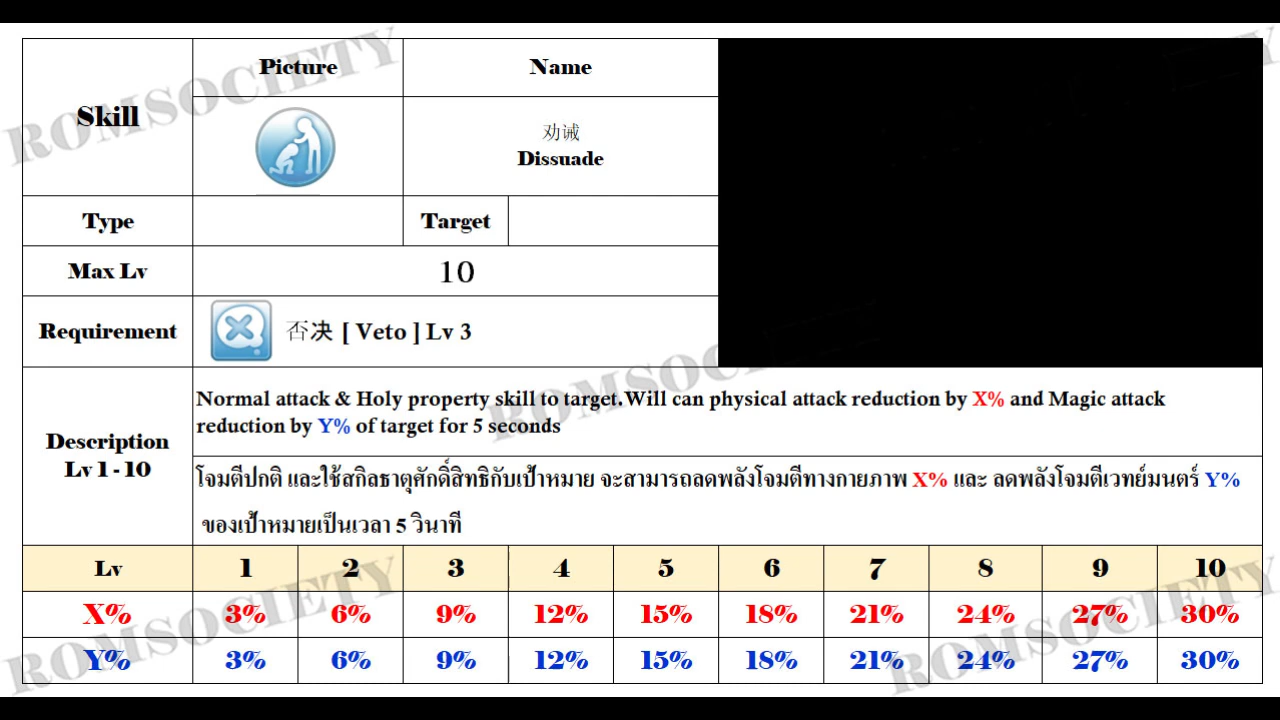 ROMSOCIETY
Skill
Picture
Name
劝诫
Dissuade
Type
Target
Max Lv
10
Requirement
否决 [ Veto ] Lv 3
ROMSOCIETY
Description
Lv 1 - 10
Normal attack & Holy property skill to target.Will can physical attack reduction by X% and Magic attack
reduction by Y% of target for 5 seconds
โจมตีปกติ และใช้สกิลธาตุศักดิ์สิทธิกับเป้าหมาย จะสามารถลดพลังโจมตีทางกายภาพ X% และ ลดพลังโจมตีเวทย์มนตร์ Y%
ของเป้าหมายเป็นเวลา 5 วินาที
Lv 1 2 3 4 5 6 7 8 9 10
X% 3% 6% 9% 12% 15% 18% 21% 24% 27% 30%
Y% 3% 6% 9% 12% 15% 18% 21% 24% 27% 30%
ROMSOCIETY
ROMSOCIETY